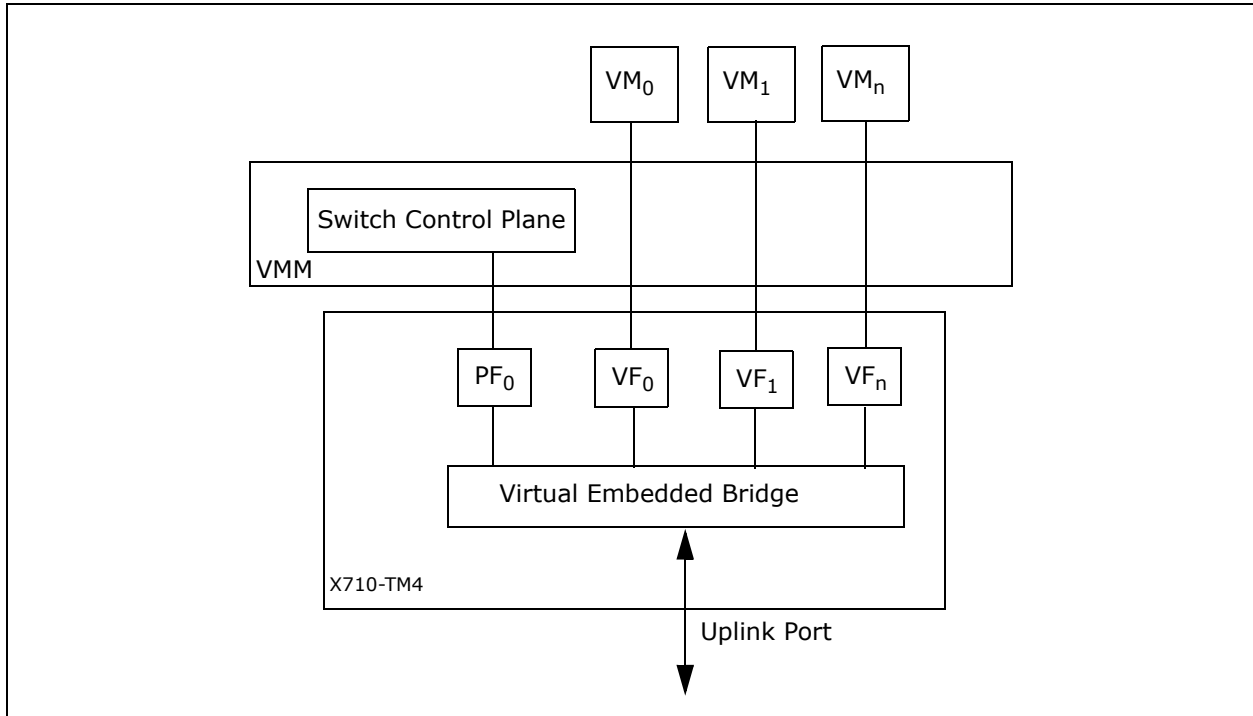 VM0
VM1
VMn
Switch Control Plane
VMM
PF0
VF0
VF1
VFn
Virtual Embedded Bridge
X710-TM4
Uplink Port